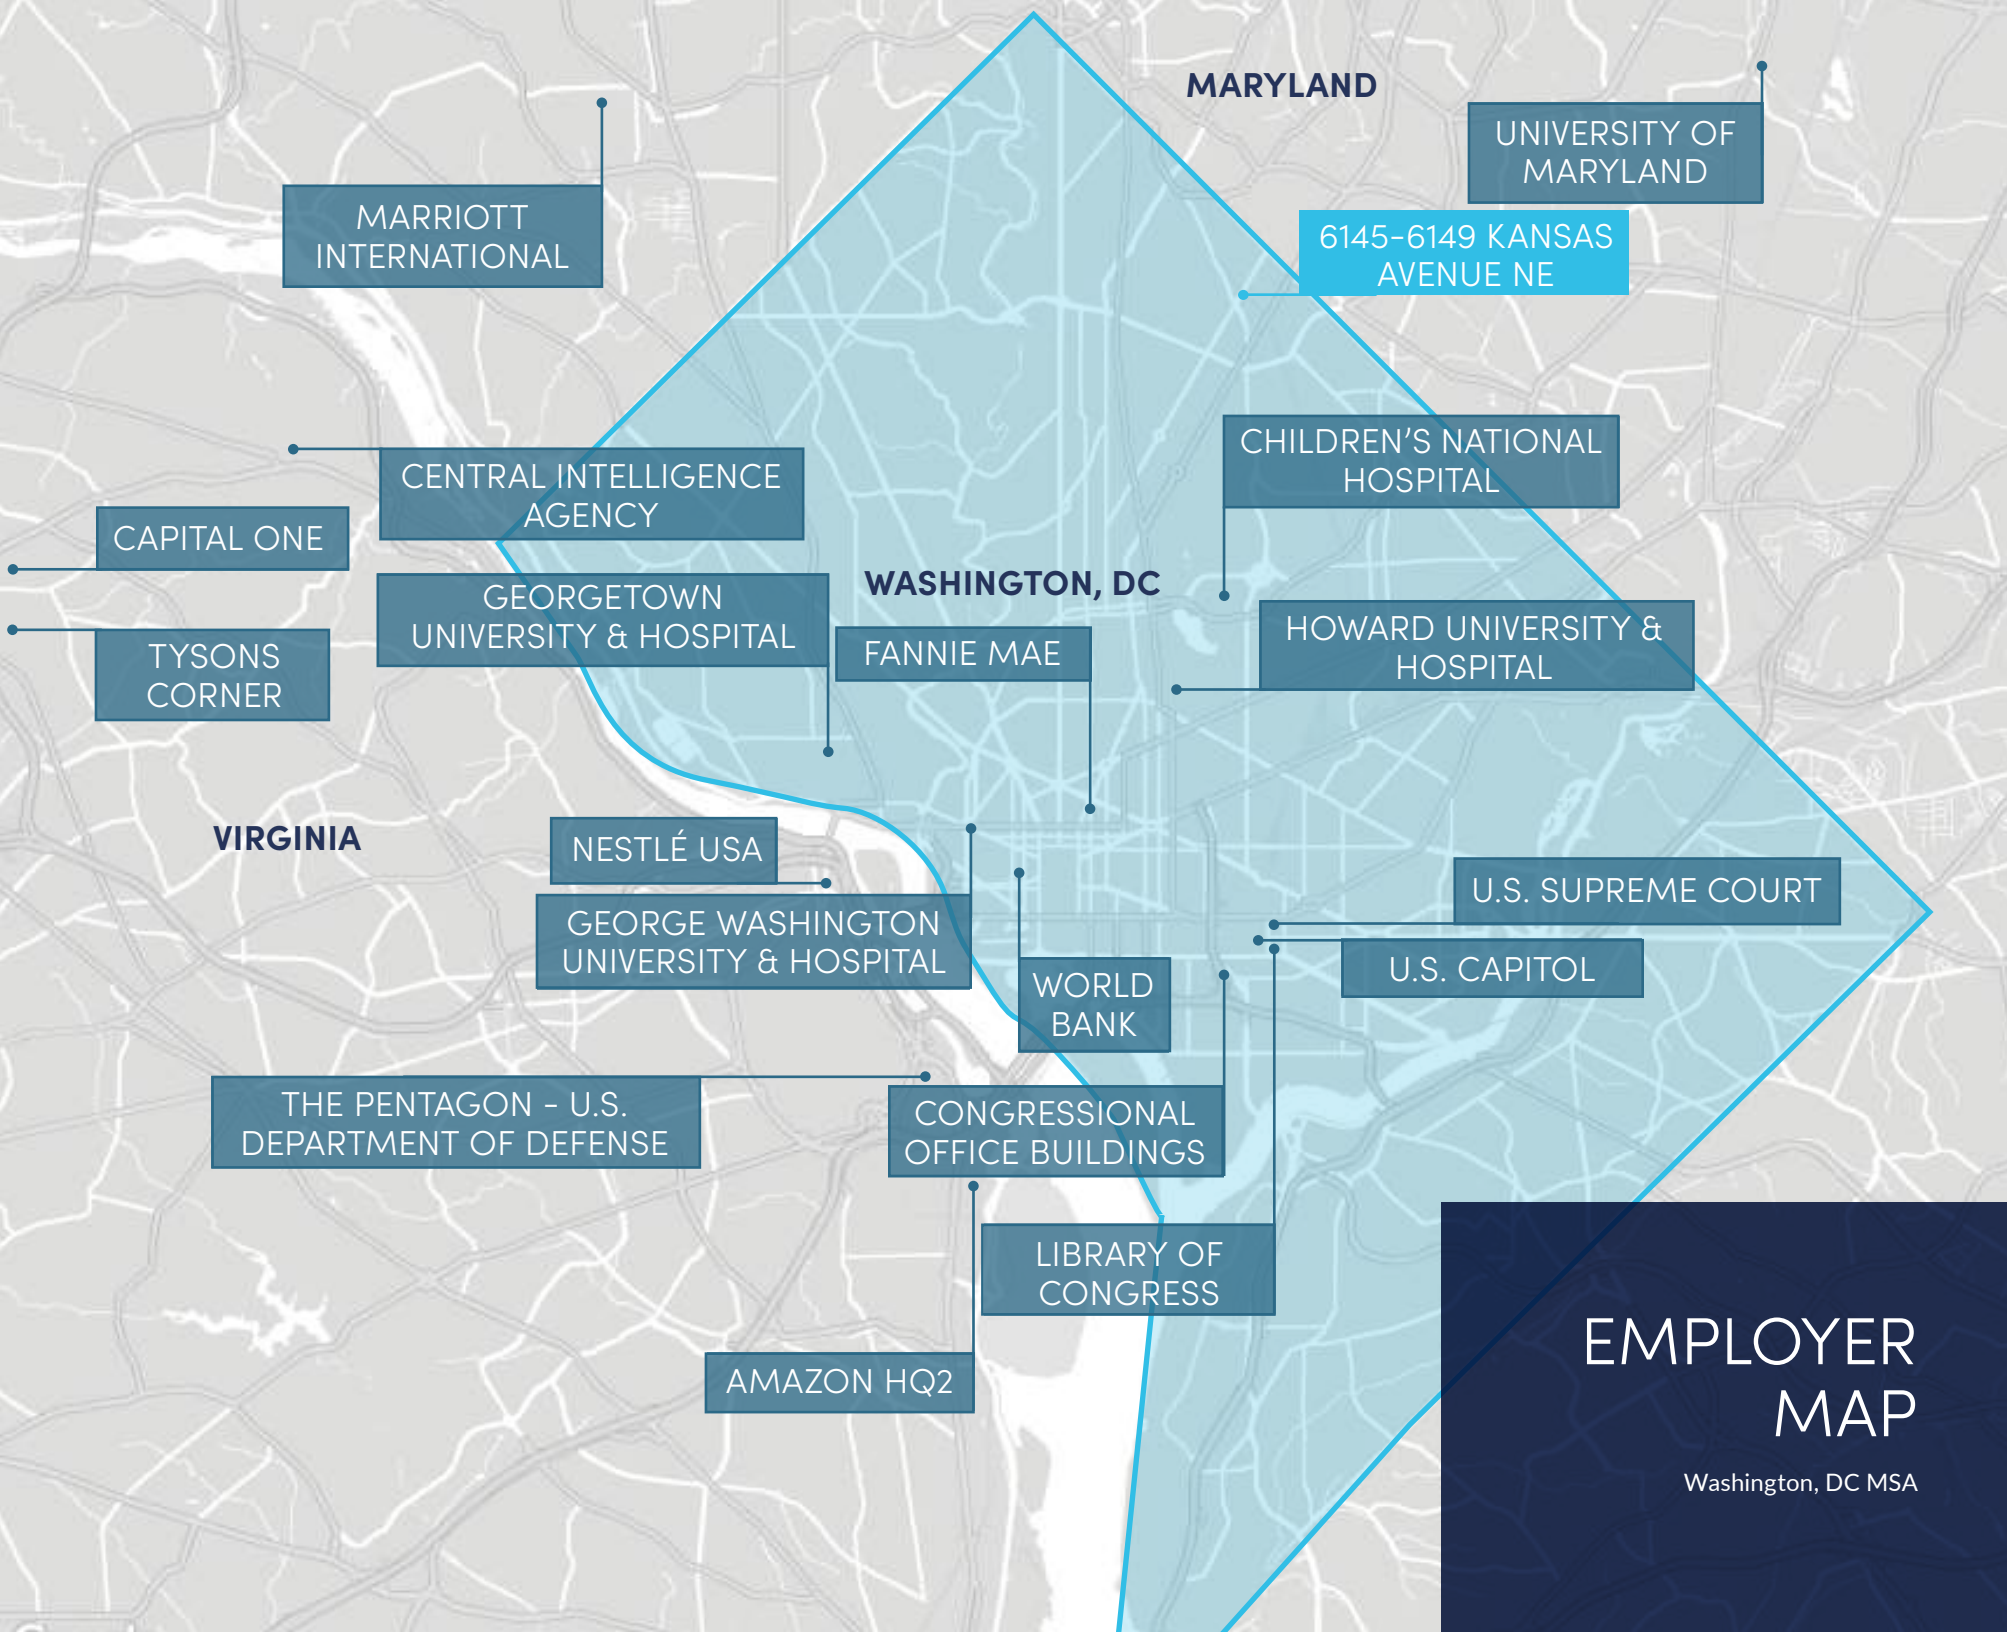 MARYLAND
UNIVERSITY OF
MARYLAND
MARRIOTT
INTERNATIONAL
6145-6149 KANSAS
AVENUE NE
CENTRAL INTELLIGENCE
AGENCY
CHILDREN'S NATIONAL
HOSPITAL
CAPITAL ONE
WASHINGTON, DC
GEORGETOWN
UNIVERSITY & HOSPITAL
FANNIE MAE
HOWARD UNIVERSITY &
HOSPITAL
TYSONS
CORNER
VIRGINIA
NESTLÉ USA
U.S. SUPREME COURT
GEORGE WASHINGTON
UNIVERSITY & HOSPITAL
U.S. CAPITOL
WORLD
BANK
THE PENTAGON - U.S.
DEPARTMENT OF DEFENSE
CONGRESSIONAL
OFFICE BUILDINGS
LIBRARY OF
CONGRESS
AMAZON HQ2
EMPLOYER
MAP
Washington, DC MSA